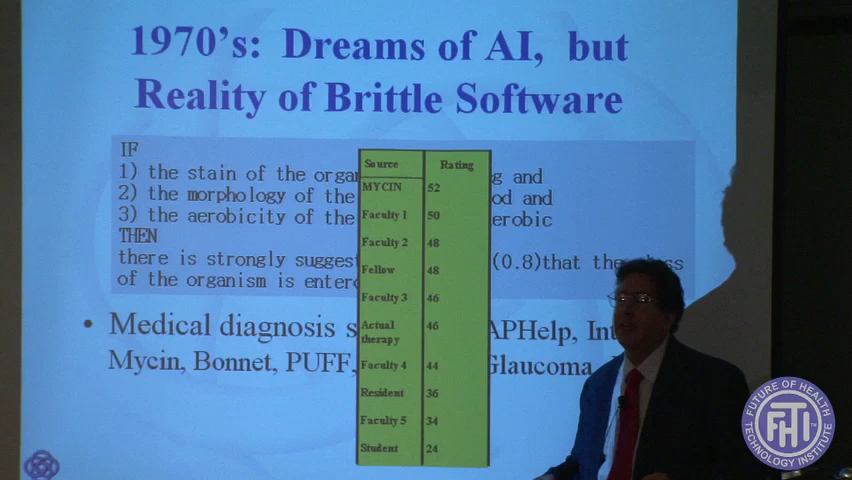 1970's: Dreams of AI, but
Reality of Brittle Software
IF
1) the stain of the orga
g and
2) the morphology of the
od and
3) the aerobicity of the
erobic
THEN
there is strongly sugges
(0.8)that the
ss
of the organism is enter
• Medical diagnosis s
APHelp, Int
Mycin, Bonnet, PUFF,
Glaucoma,
Source Rating
MYCIN 52
Faculty 1 50
Faculty 2 48
Fellow 48
Faculty 3 46
Actual 46
therapy
Faculty 4 44
Resident 36
Faculty 5 34
Student 24
FUTURE OF HEALTH
FHTI
TM
TECHNOLOGY INSTITUTE